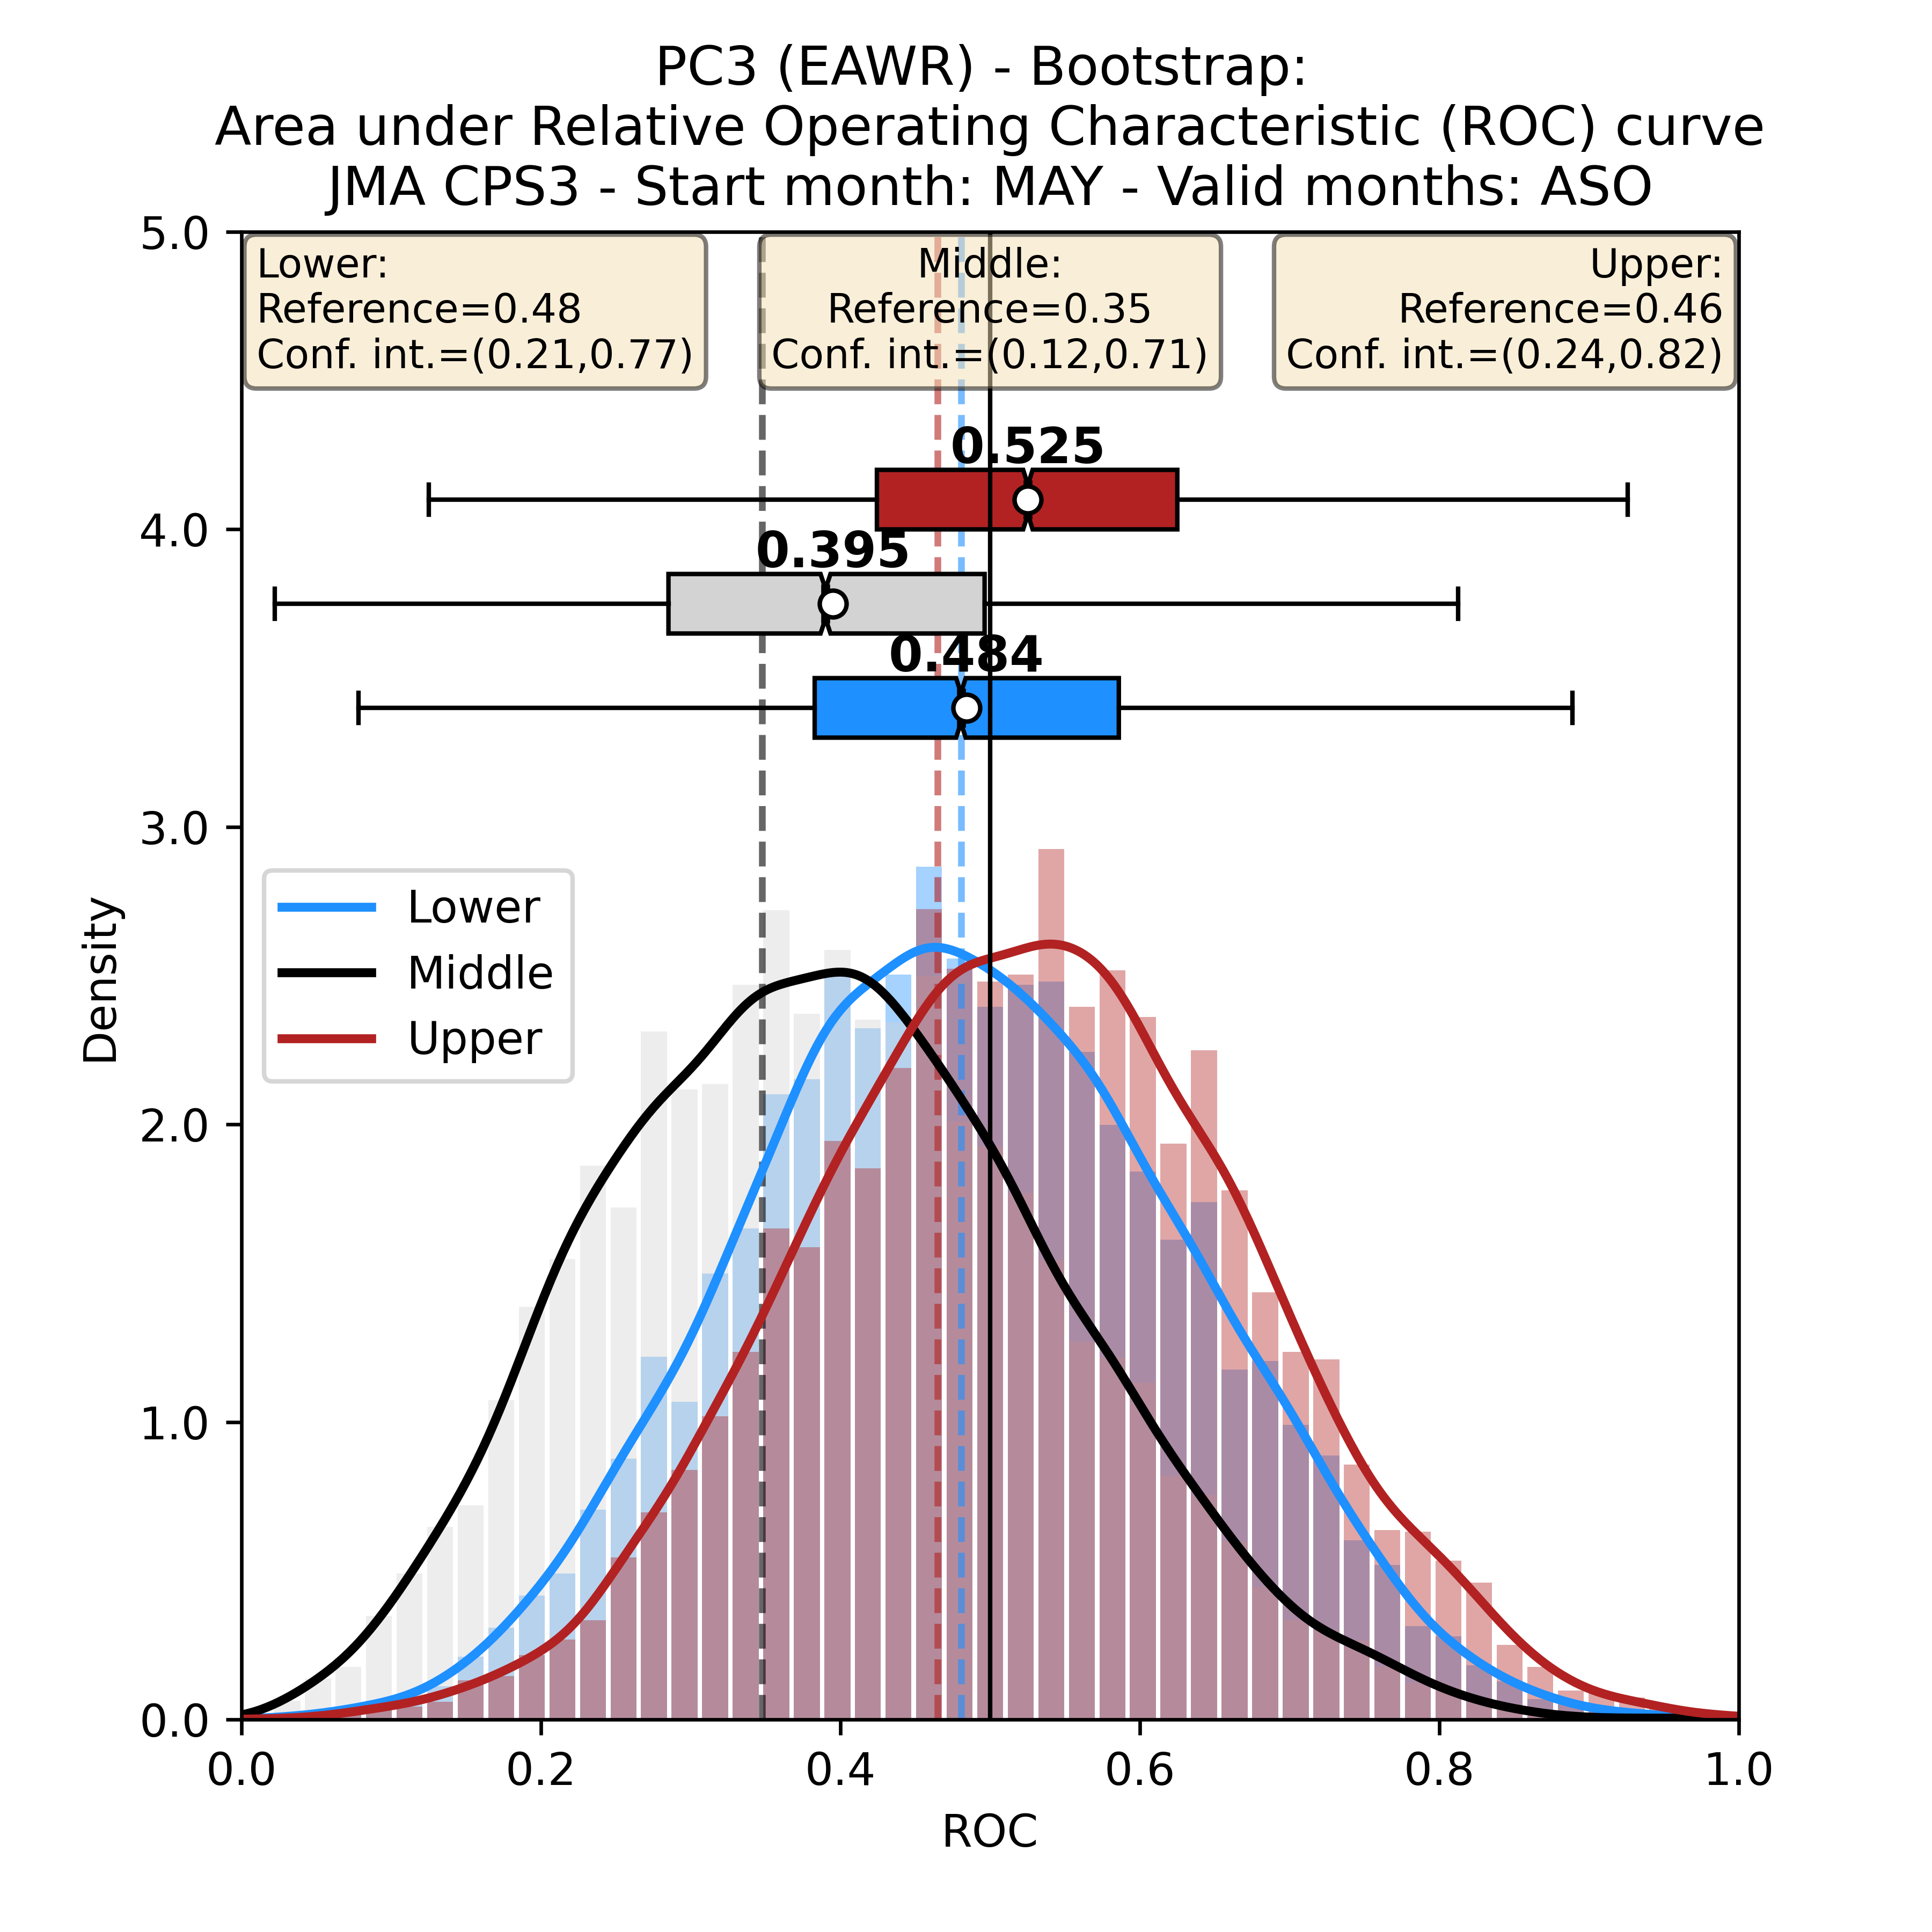 PC3 (EAWR) - Bootstrap:
Area under Relative Operating Characteristic (ROC) curve
JMA CPS3 - Start month: MAY - Valid months: ASO
Lower:
Reference=0.48
Conf. int.=(0.21,0.77)
Middle:
Reference=0.35
Conf. int.=(0.12,0.71)
Upper:
Reference=0.46
Conf. int.=(0.24,0.82)
0.525
0.395
0.484
Lower
Middle
Upper
5.0
4.0
3.0
2.0
1.0
0.0
Density
0.0 0.2 0.4 0.6 0.8 1.0
ROC